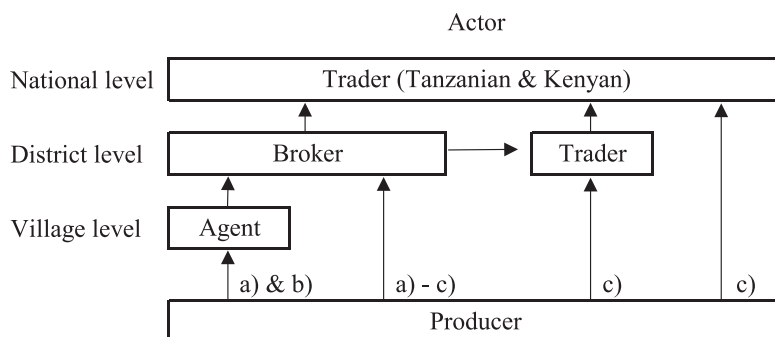 Actor
National level Trader (Tanzanian & Kenyan)
District level Broker Trader
Village level Agent
a) & b) a) - c) c) c)
Producer